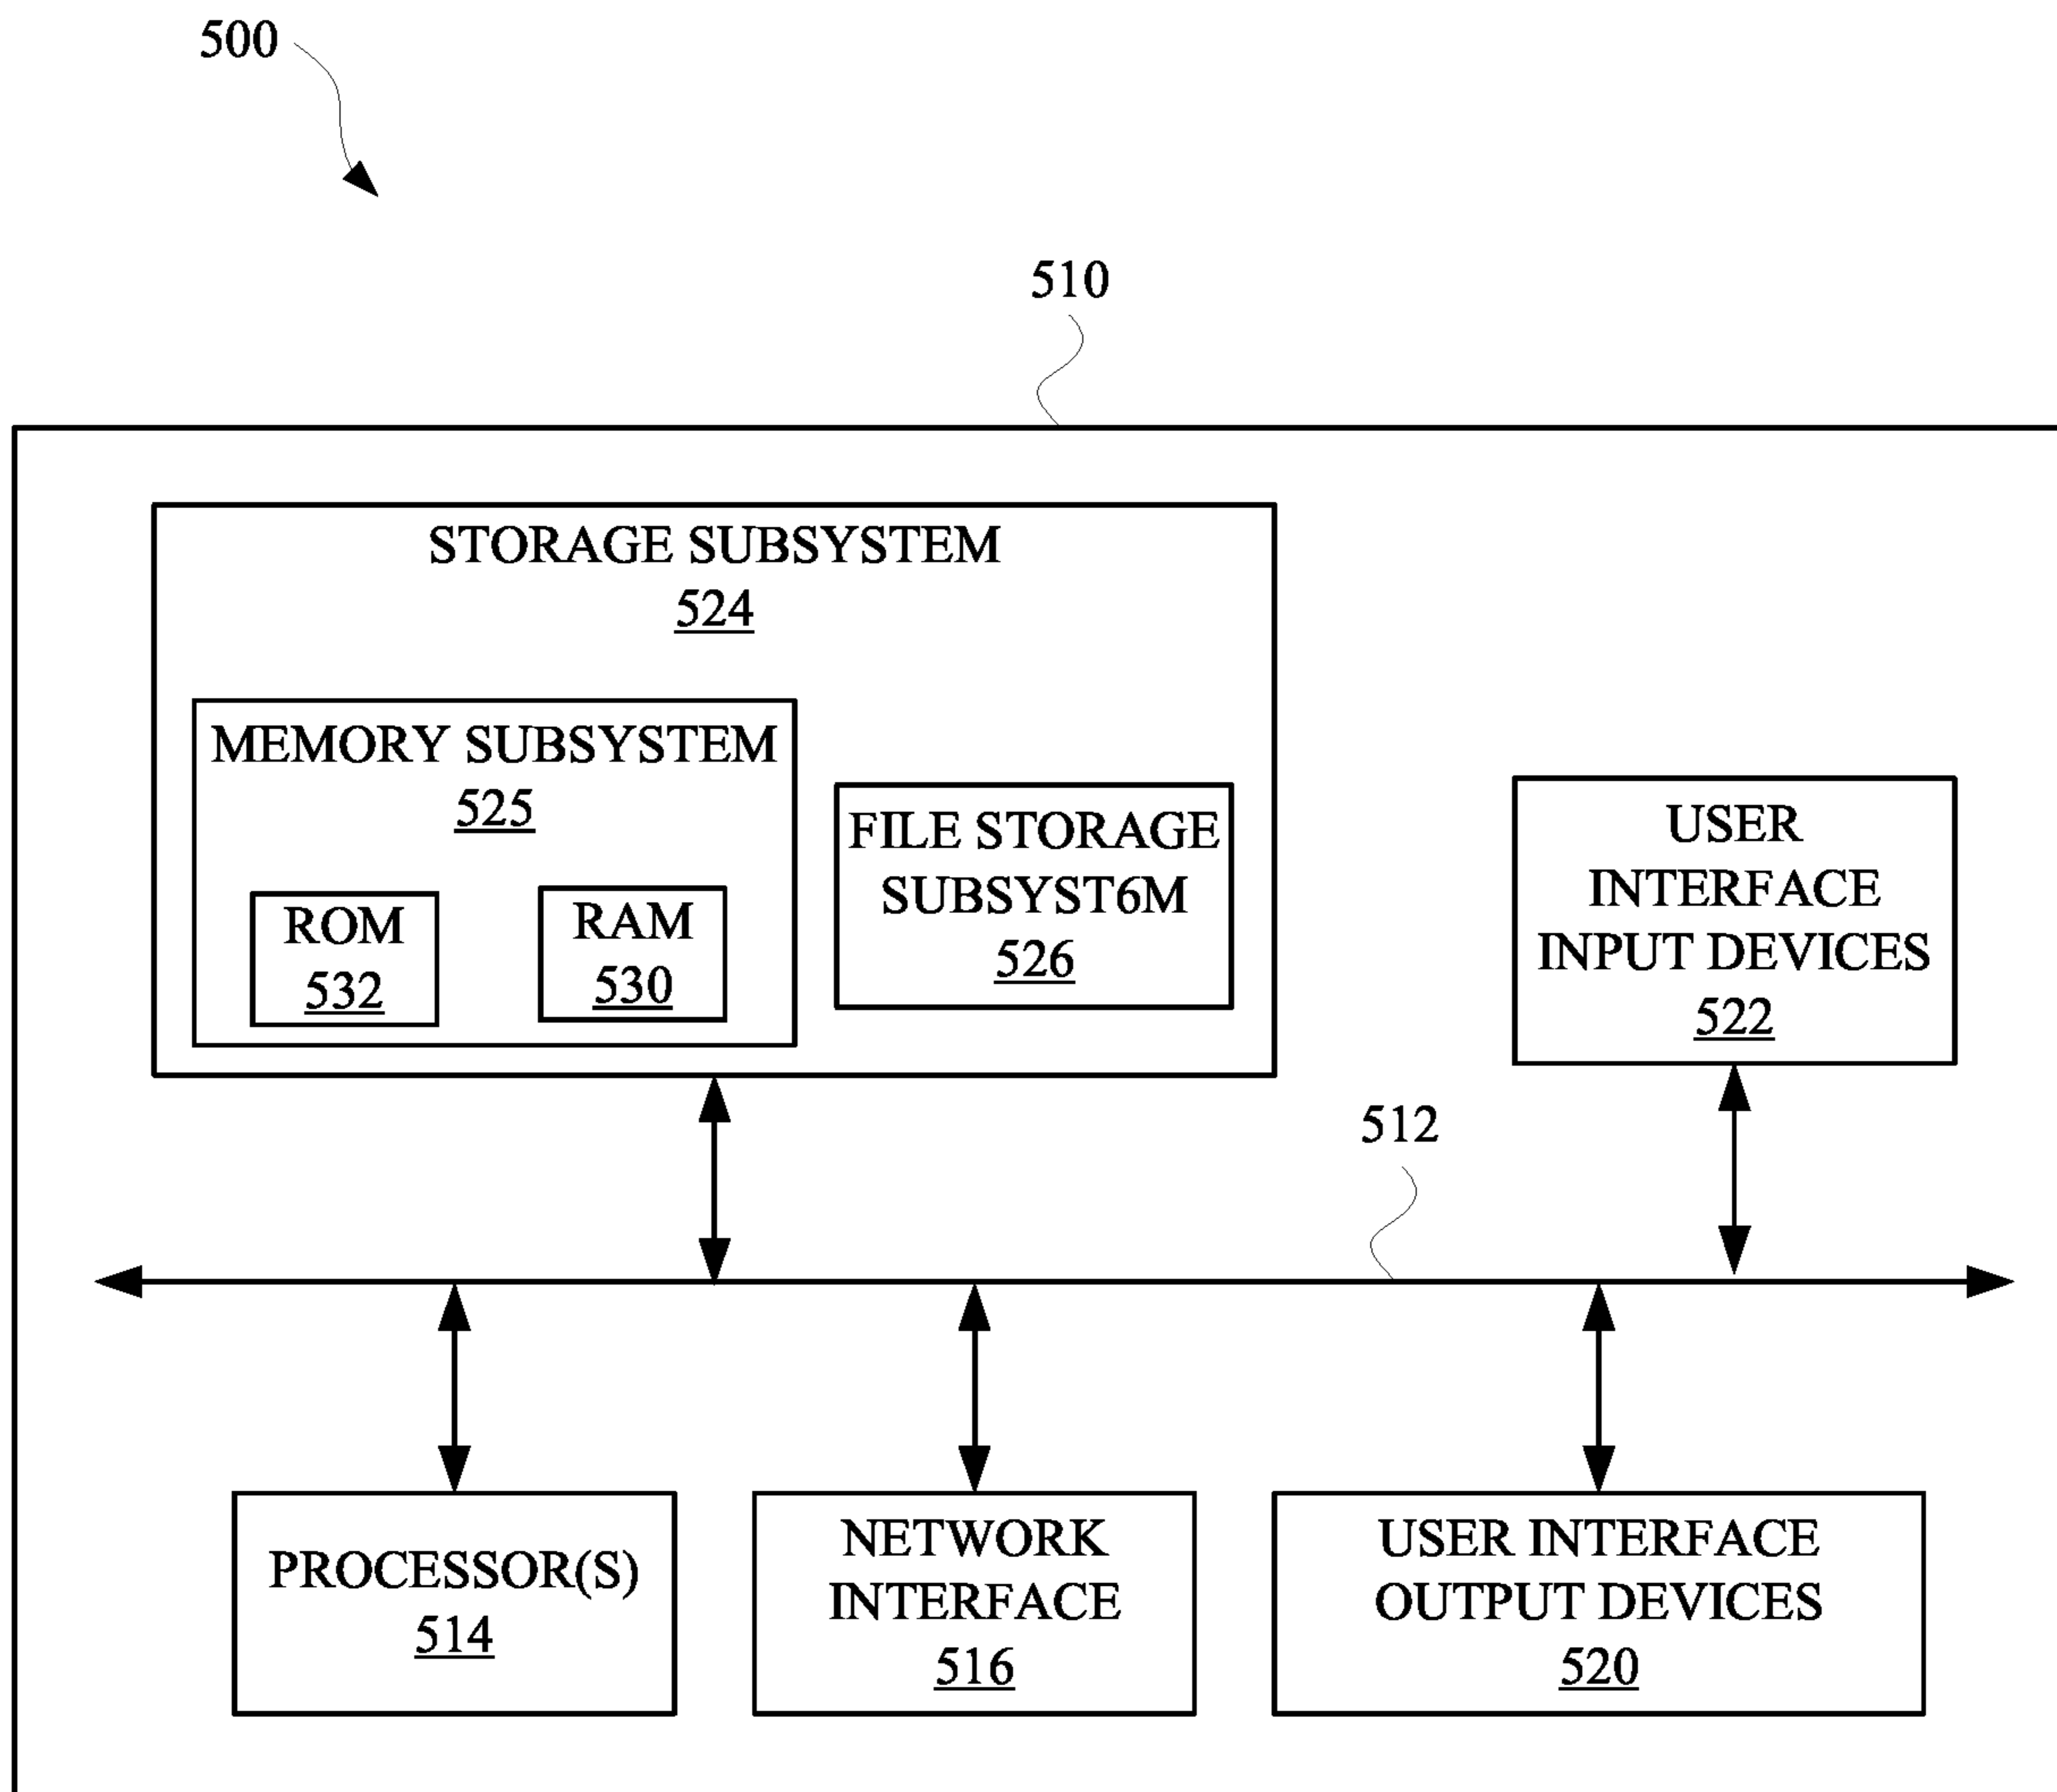 500
510
STORAGE SUBSYSTEM
524
MEMORY SUBSYSTEM
525
ROM
532
RAM
530
FILE STORAGE
SUBSYST6M
526
USER
INTERFACE
INPUT DEVICES
522
512
PROCESSOR(S)
514
NETWORK
INTERFACE
516
USER INTERFACE
OUTPUT DEVICES
520